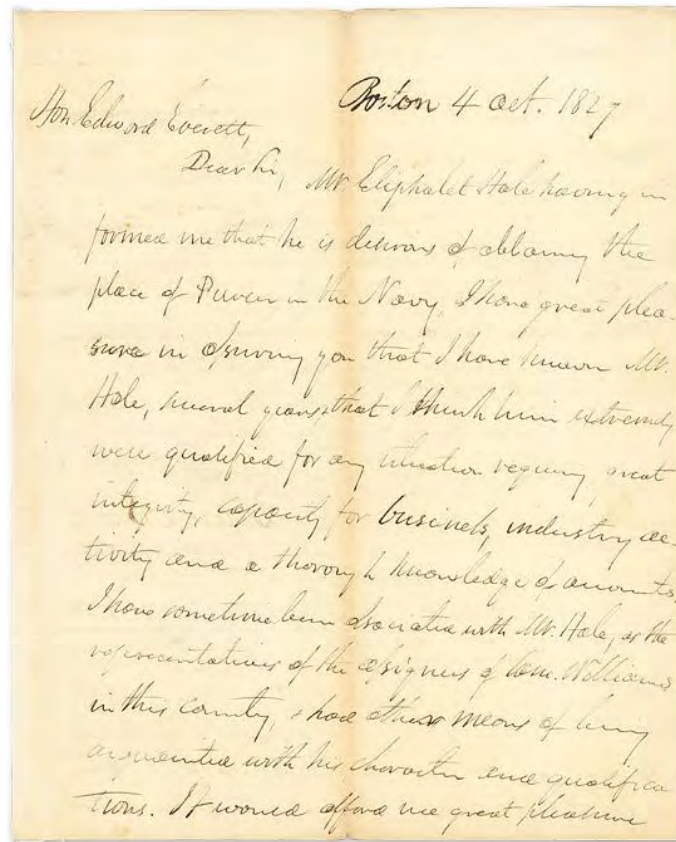 Boston 4 Oct. 1827
Hon Edward Everett,
Dear Sir, Mr. Eliphalet Hale having in
formed me that he is desirous of obtaining the
place of Purser in the Navy, I have great plea-
sure in assuring you that I have known Mr.
Hale, several years, that I think him extremely
well qualified for any situation requiring great
integrity, capacity for business, industry ac-
tivity and a thorough knowledge of accounts.
I have sometime been associated with Mr. Hale, as the
representatives of the assignees of Saml. Williams
in this country, & had other means of being
acquainted with his character and qualifica
tions. It would afford me great pleasure